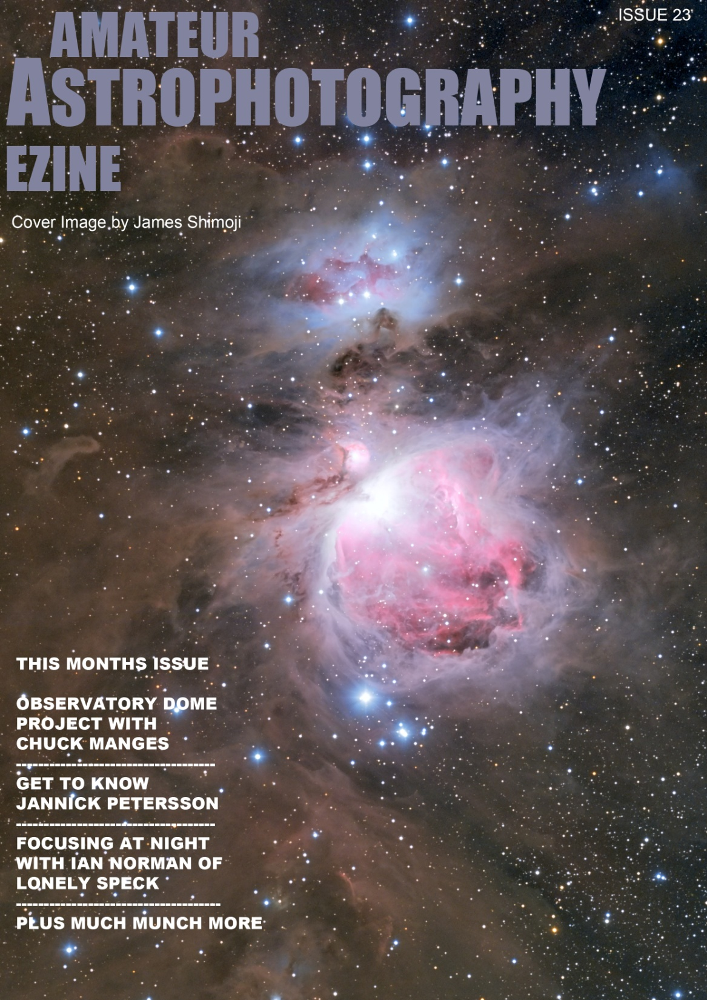 AMATEUR
ASTROPHOTOGRAPHY
EZINE
ISSUE 23
Cover Image by James Shimoji
THIS MONTHS ISSUE
OBSERVATORY DOME
PROJECT WITH
CHUCK MANGES
------------------------------------
GET TO KNOW
JANNICK PETERSSON
------------------------------------
FOCUSING AT NIGHT
WITH IAN NORMAN OF
LONELY SPECK
-------------------------------------
PLUS MUCH MUNCH MORE